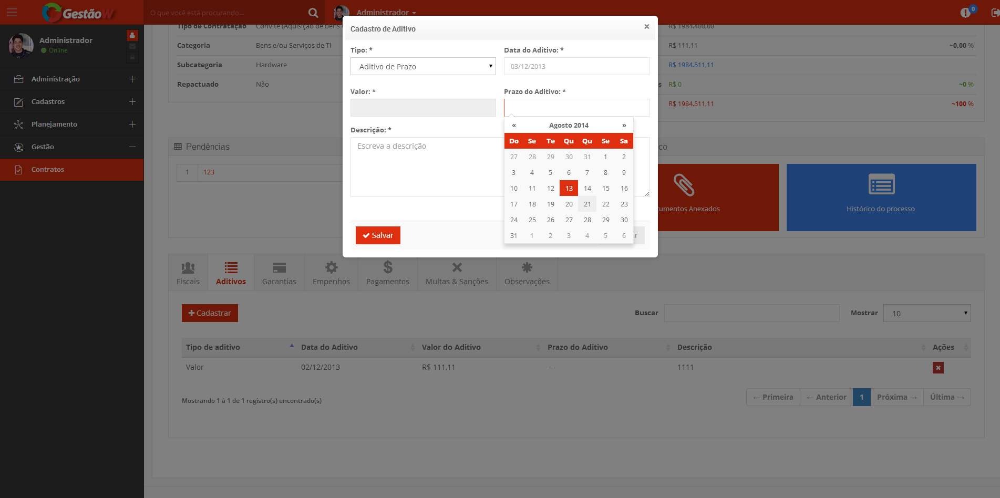 GestãoW
O que você está procurando...
Administrador
0
Administrador
Online
Administração
Cadastros
Planejamento
Gestão
Contratos
Tipo de Contratação Convite (Aquisição de bens
Categoria Bens e/ou Serviços de TI
Subcategoria Hardware
Repactuado Não
R$ 1984.400,00
R$ 111,11 ~0,00 %
R$ 1984.511,11
s R$ 0 ~0 %
R$ 1984.511,11 ~100 %
Cadastro de Aditivo ×
Tipo: * Data do Aditivo: *
Aditivo de Prazo 03/12/2013
Valor: * Prazo do Aditivo: *
Descrição: *
Escreva a descrição
« Agosto 2014 »
Do Se Te Qu Qu Se Sa
27 28 29 30 31 1 2
3 4 5 6 7 8 9
10 11 12 13 14 15 16
17 18 19 20 21 22 23
24 25 26 27 28 29 30
31 1 2 3 4 5 6
Salvar
ar
Pendências
1 123
co
cumentos Anexados
Histórico do processo
Fiscais Aditivos Garantias Empenhos Pagamentos Multas & Sanções Observações
Cadastrar
Buscar Mostrar 10
Tipo de aditivo Data do Aditivo Valor do Aditivo Prazo do Aditivo Descrição Ações
Valor 02/12/2013 R$ 111,11 -- 1111
Mostrando 1 à 1 de 1 registro(s) encontrado(s)
← Primeira ← Anterior 1 Próxima → Última →